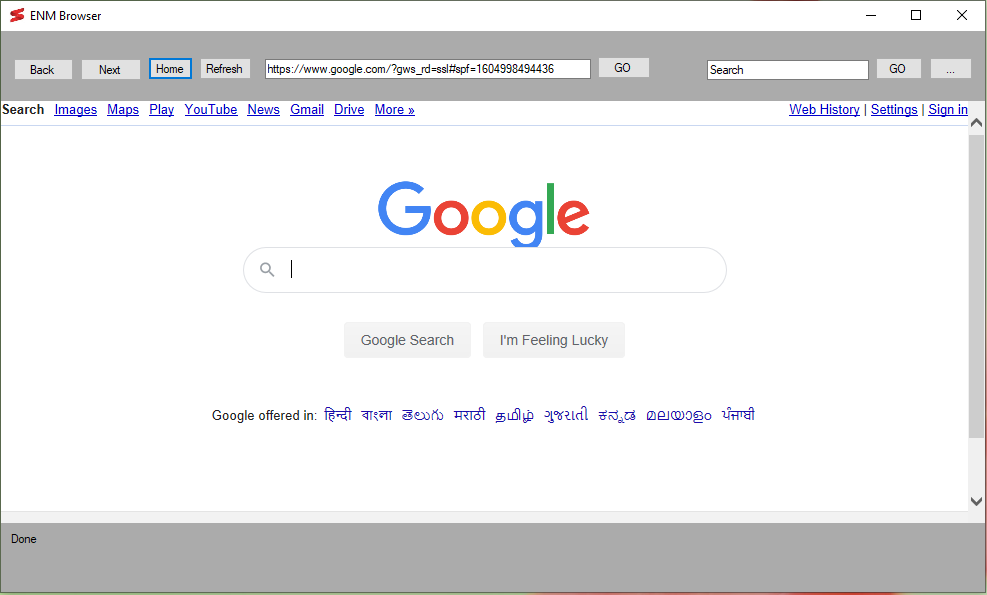 ENM Browser
Back Next Home Refresh https://www.google.com/?gws_rd=ssl#spf=1604998494436 GO Search GO ...
Search Images Maps Play YouTube News Gmail Drive More » Web History | Settings | Sign in
Google
Google Search I'm Feeling Lucky
Google offered in: हिन्दी বাংলা తెలుగు मराठी தமிழ் ગુજરાતી ಕನ್ನಡ മലയാളം ਪੰਜਾਬੀ
Done